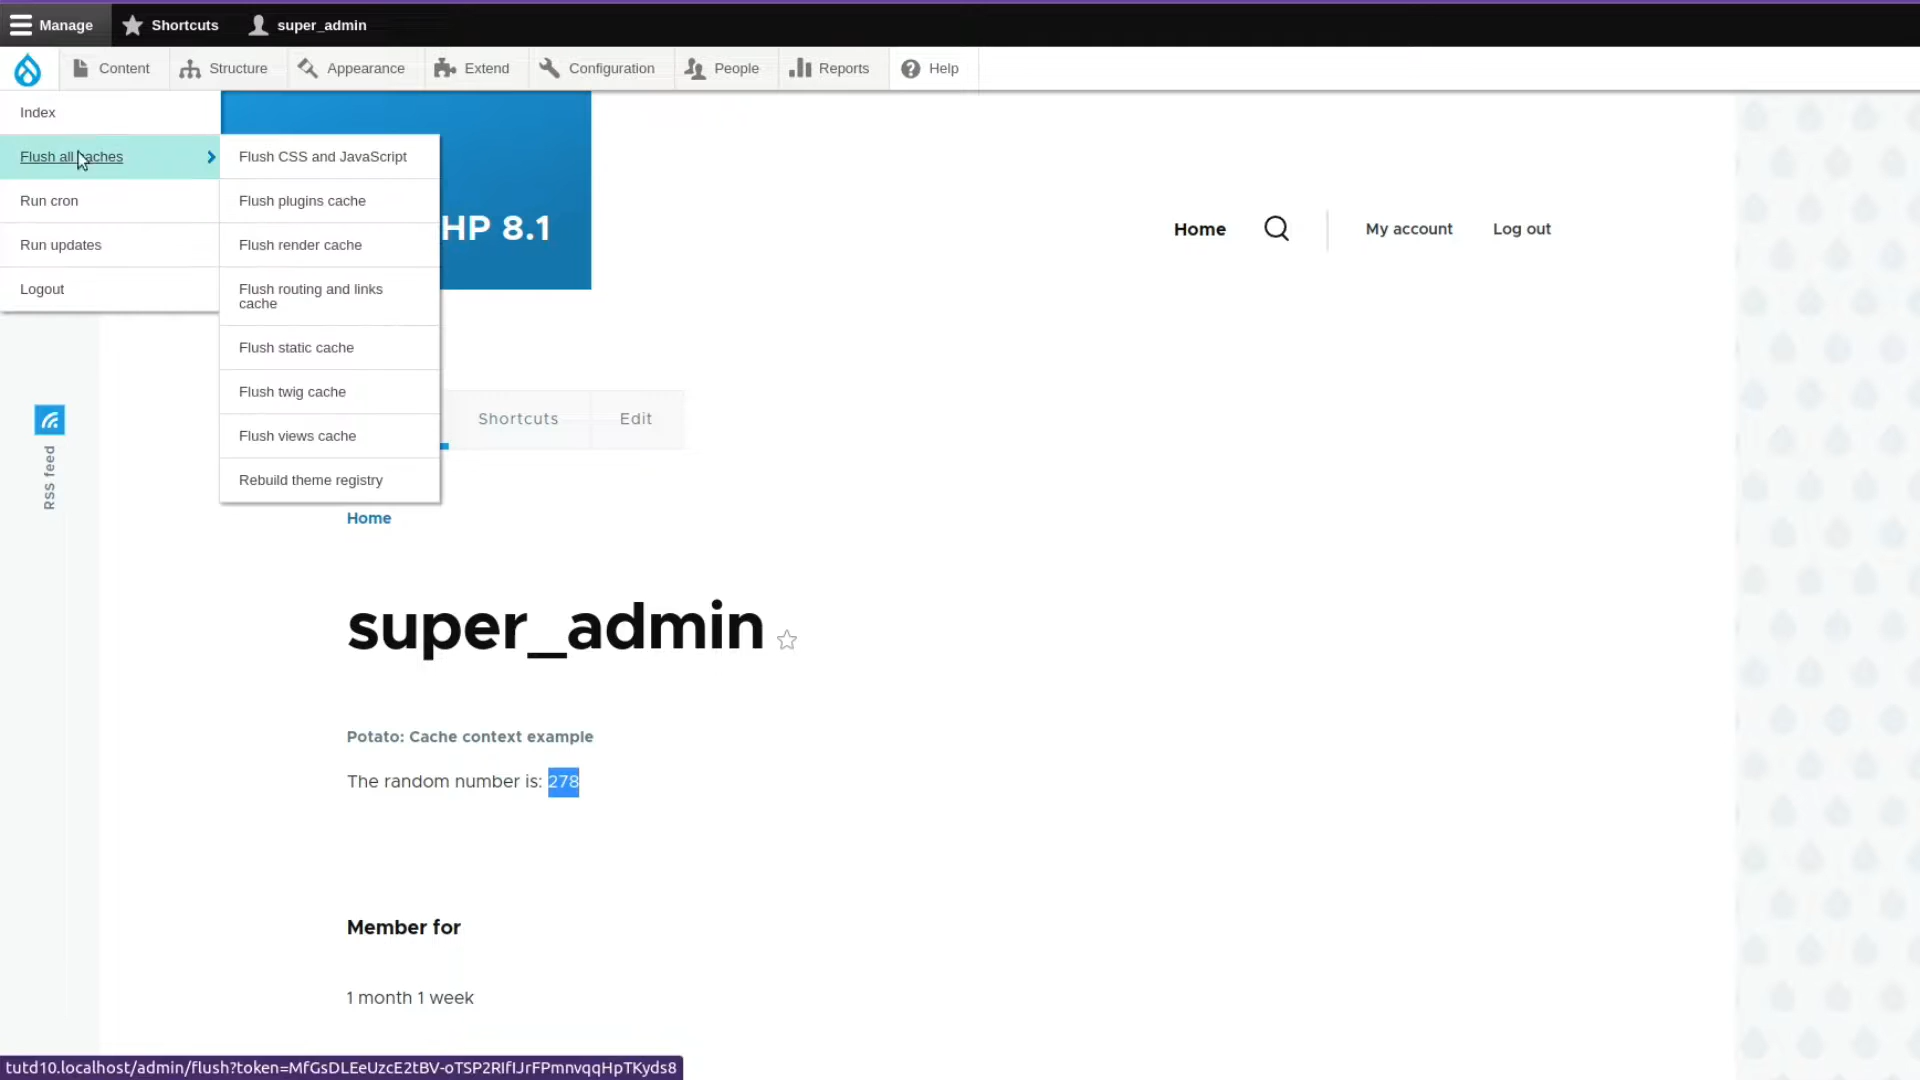 Manage Shortcuts super_admin
Content Structure Appearance Extend Configuration People Reports Help
Index
Flush all caches
Run cron
Run updates
Logout
Flush CSS and JavaScript
Flush plugins cache
Flush render cache
Flush routing and links
cache
Flush static cache
Flush twig cache
Flush views cache
Rebuild theme registry
HP 8.1
Home My account Log out
Shortcuts Edit
RSS feed
Home
super_admin
Potato: Cache context example
The random number is: 278
Member for
1 month 1 week
tutd10.localhost/admin/flush?token=MfGsDLEeUzcE2tBV-oTSP2RIfIJrFPmnvqqHpTKyds8